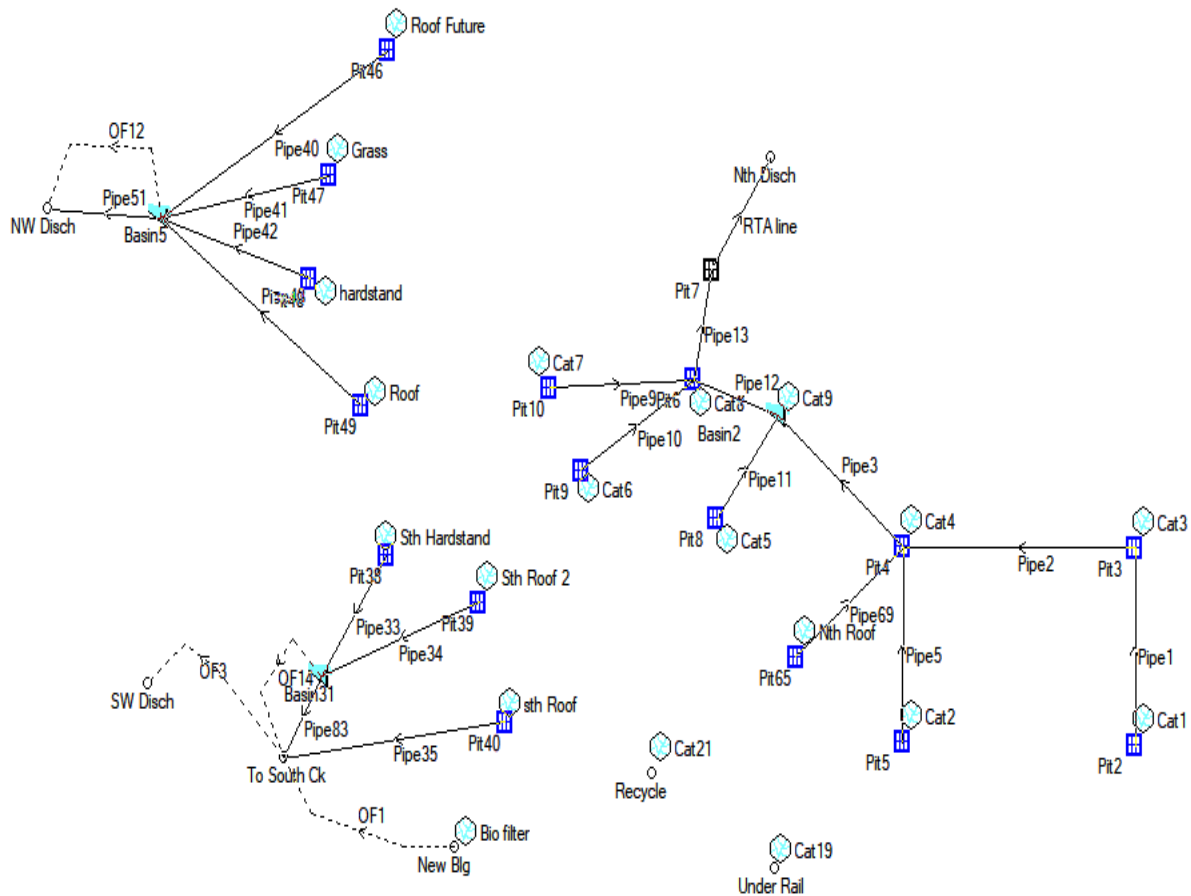 Roof Future
Pit46
OF12
Pipe40
Grass
Pit47
Pipe51
Pipe41
NW Disch
Basin5
Pipe42
hardstand
Roof
Pit49
Nth Disch
RTA line
Pit7
Pipe13
Cat7
Pipe12
Cat9
Pit10
Pipe9
Pit6
Cat8
Basin2
Pipe10
Pipe3
Pit9
Cat6
Pipe11
Pit8
Cat5
Cat4
Cat3
Sth Hardstand
Pit4
Pipe2
Pit3
Pit38
Sth Roof 2
Pit39
Pipe69
Nth Roof
Pipe33
Pipe34
Pipe5
Pipe1
Pit65
OF3
OF14
Basin31
SW Disch
sth Roof
Cat2
Cat1
Pipe83
Pipe35
Pit40
Cat21
Pit5
Pit2
To South Ck
Recycle
OF1
Bio filter
New Blg
Cat19
Under Rail